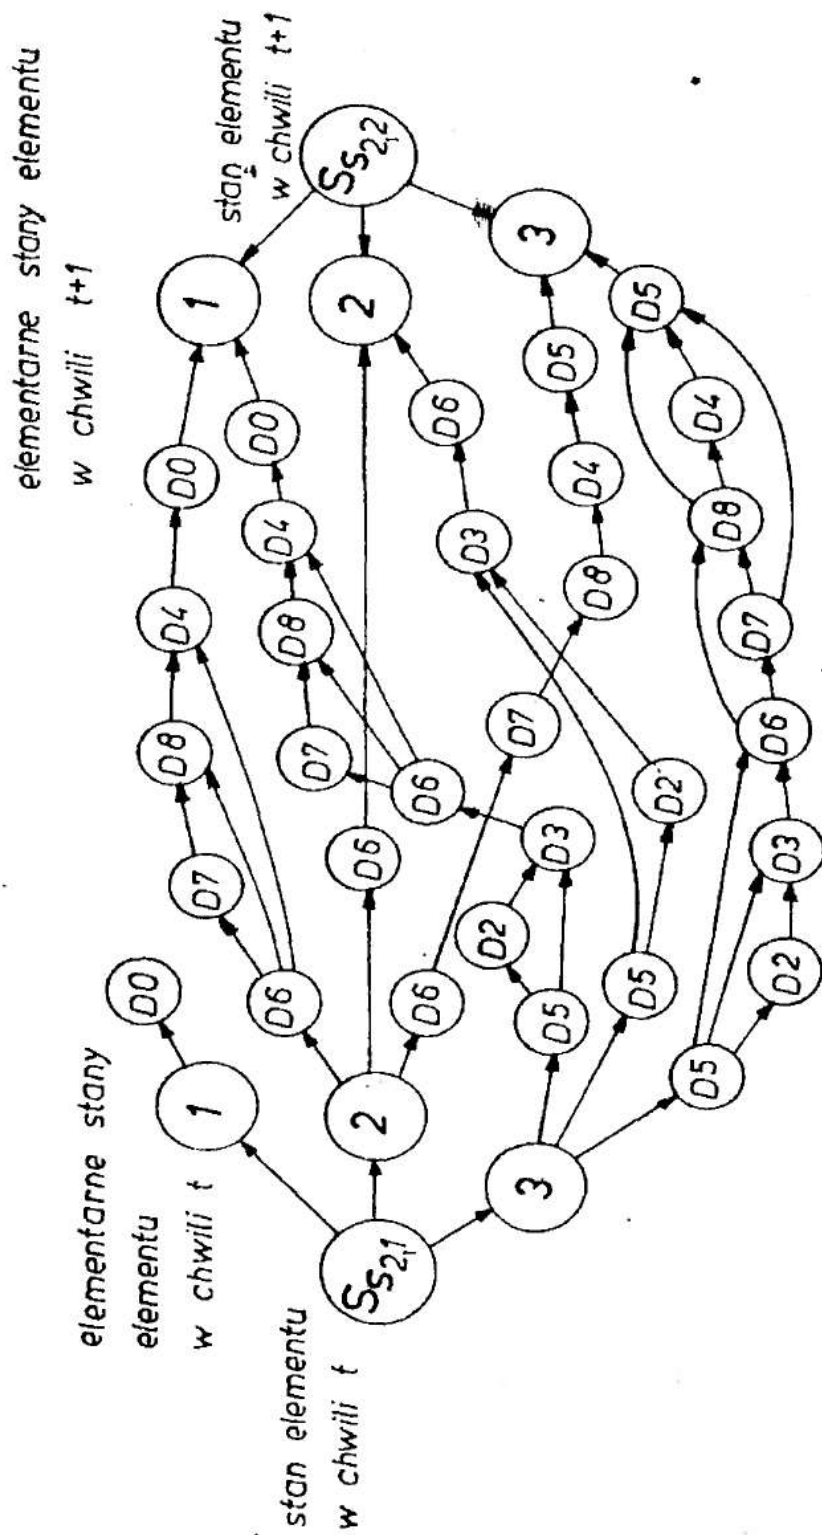 elementarne stany elementu
w chwili t+1
stan elementu
w chwili t+1
elementarne stany
elementu
w chwili t
stan elementu
w chwili t
1
D0
D7
D8
D4
D0
1
D6
D7
D8
D4
D0
Ss2,1
2
D6
D6
2
Ss2,2
D6
D2
D3
D7
D3
D6
3
D5
D8
D4
D5
3
D5
D2
D5
D2
D3
D6
D7
D8
D4
D5